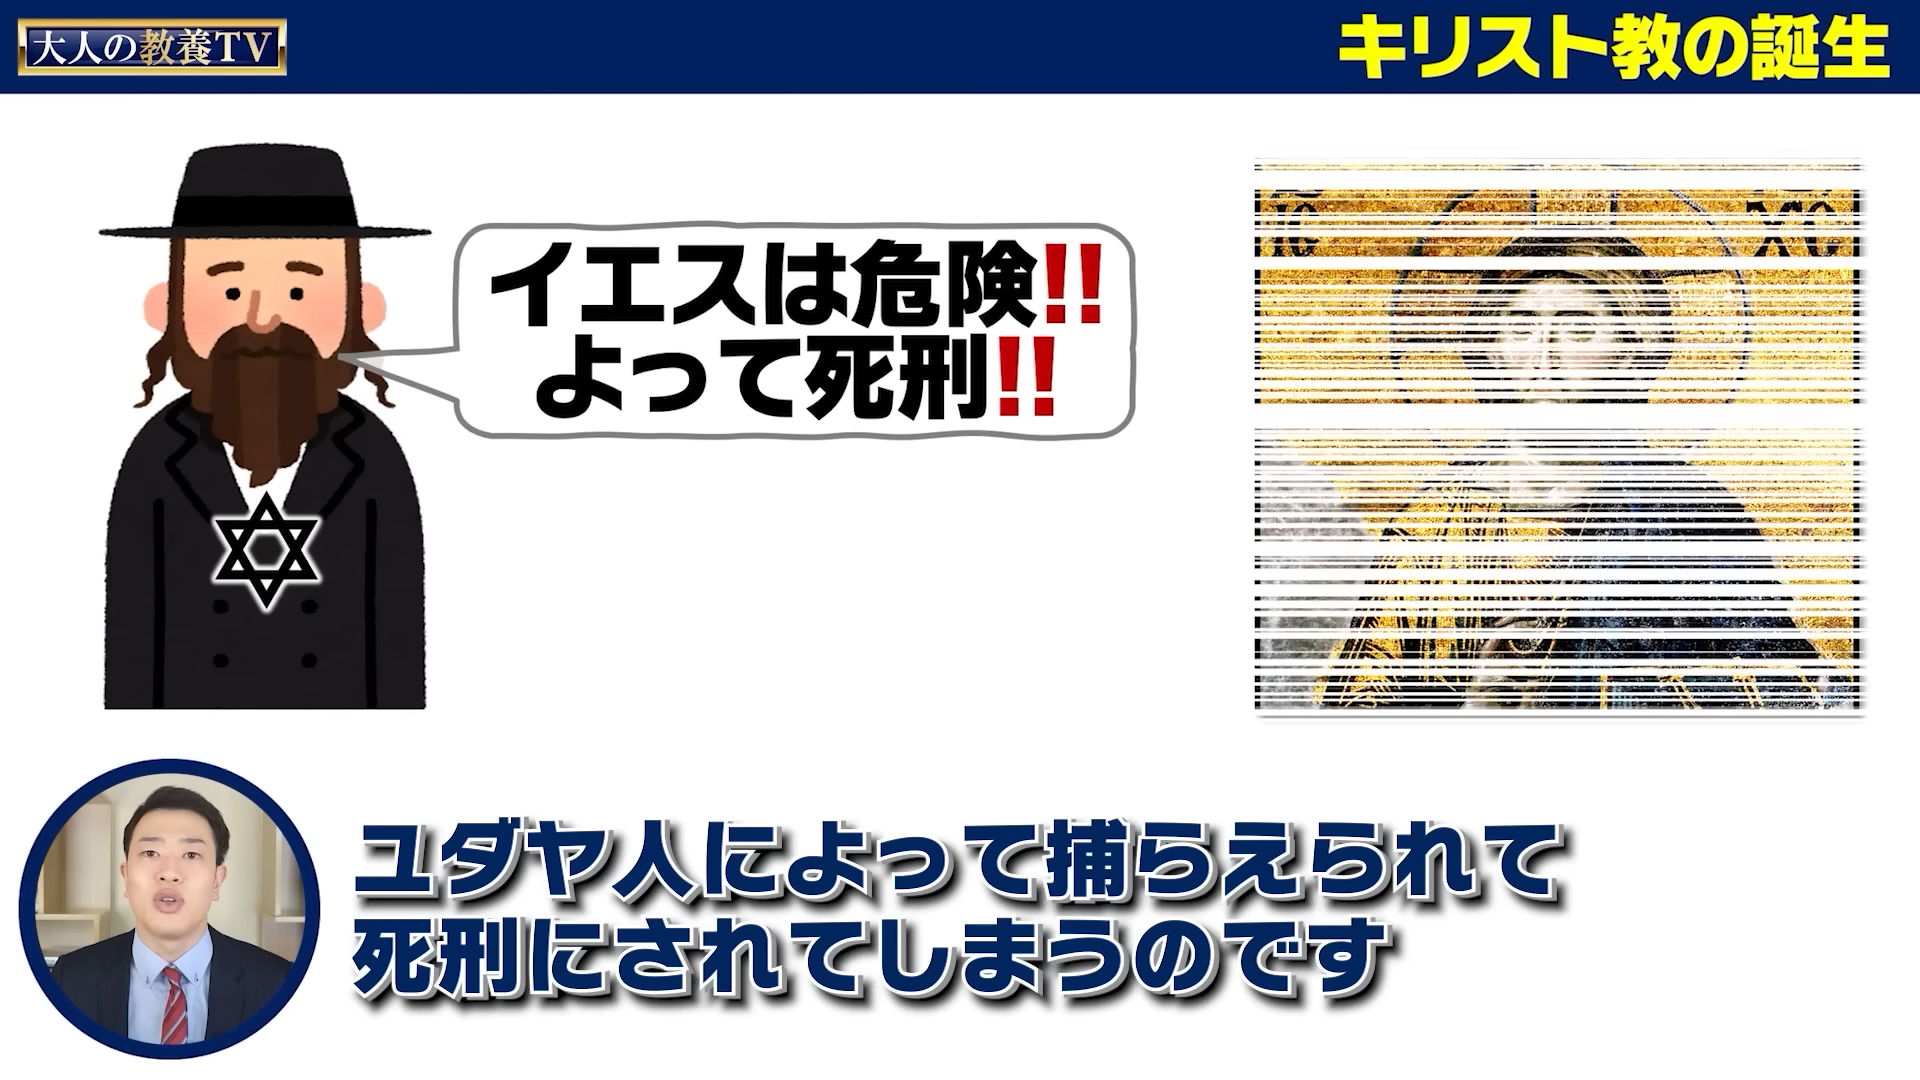 大人の教養TV
キリスト教の誕生
イエスは危険!!
よって死刑!!
ユダヤ人によって捕らえられて
死刑にされてしまうのです